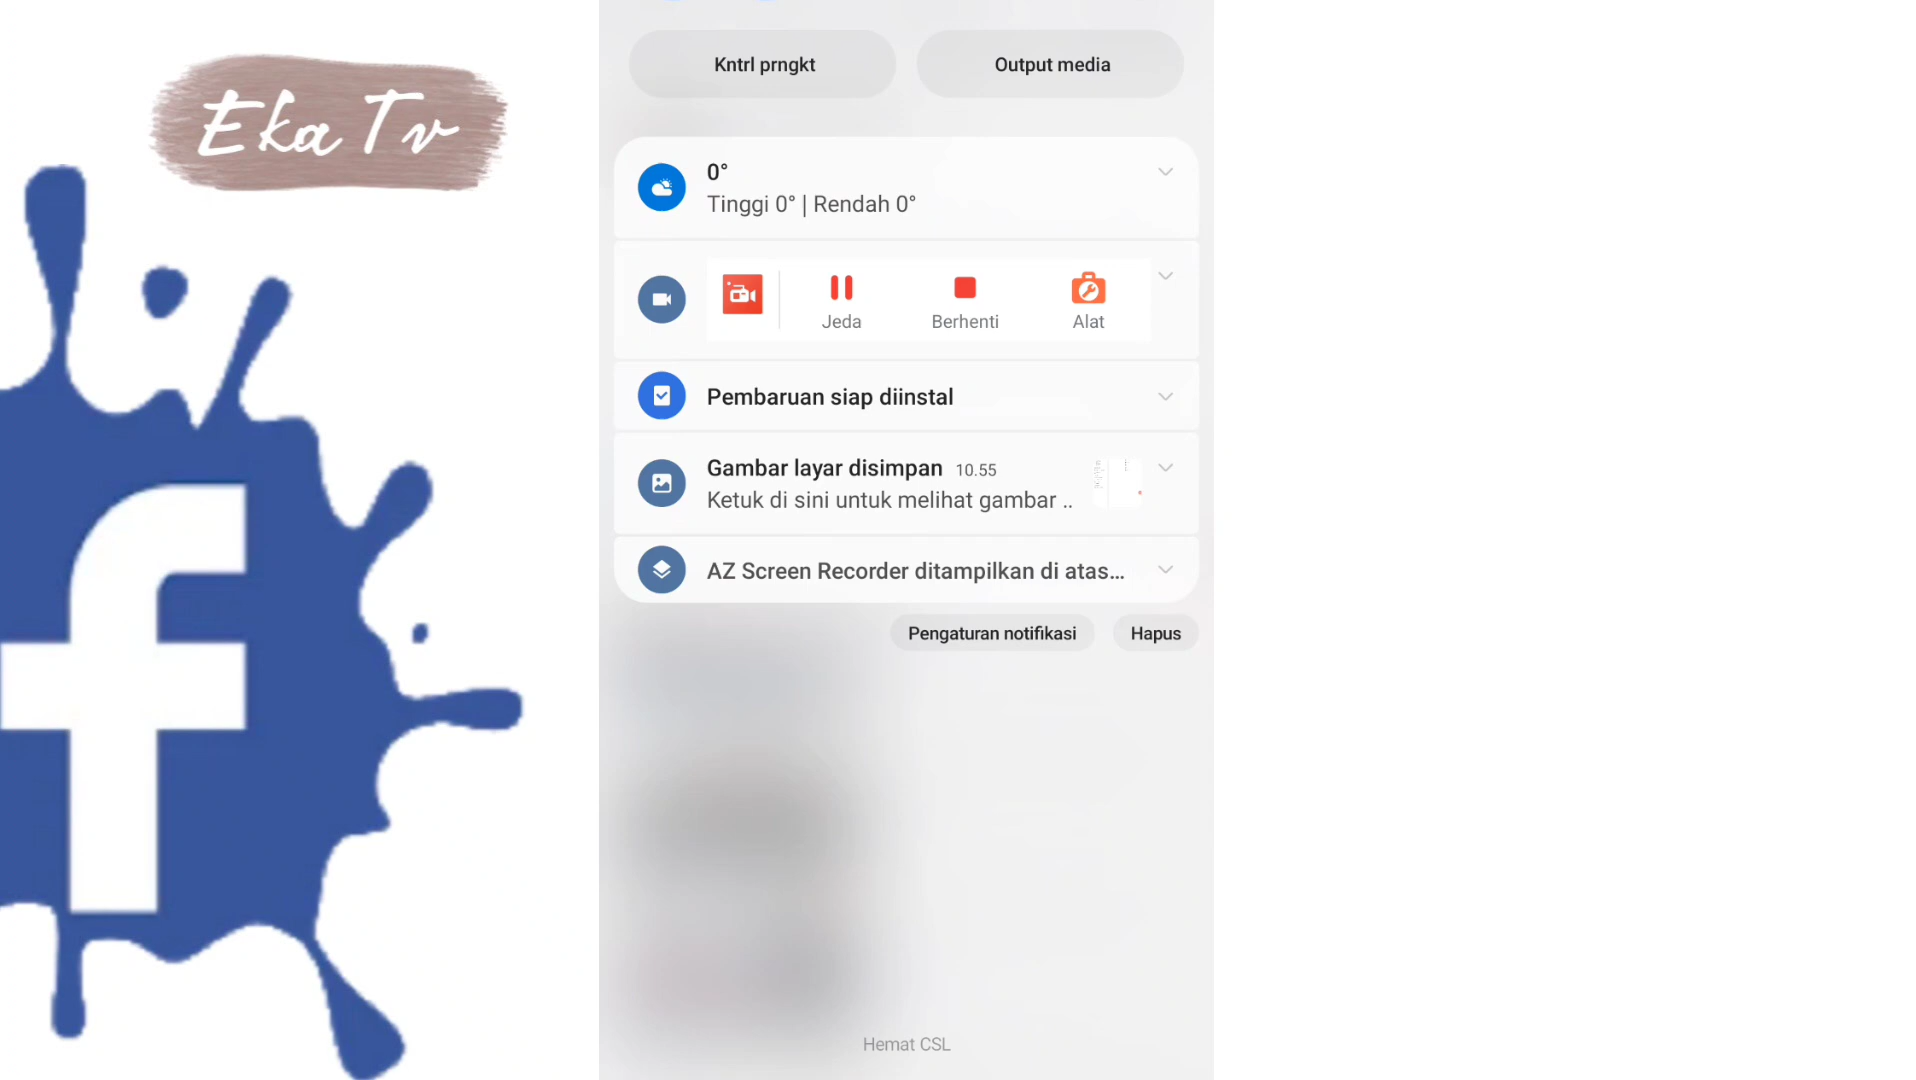 Eka Tv
Kntrl prngkt
Output media
0°
Tinggi 0° | Rendah 0°
Jeda
Berhenti
Alat
Pembaruan siap diinstal
Gambar layar disimpan 10.55
Ketuk di sini untuk melihat gambar ..
AZ Screen Recorder ditampilkan di atas...
Pengaturan notifikasi
Hapus
Hemat CSL